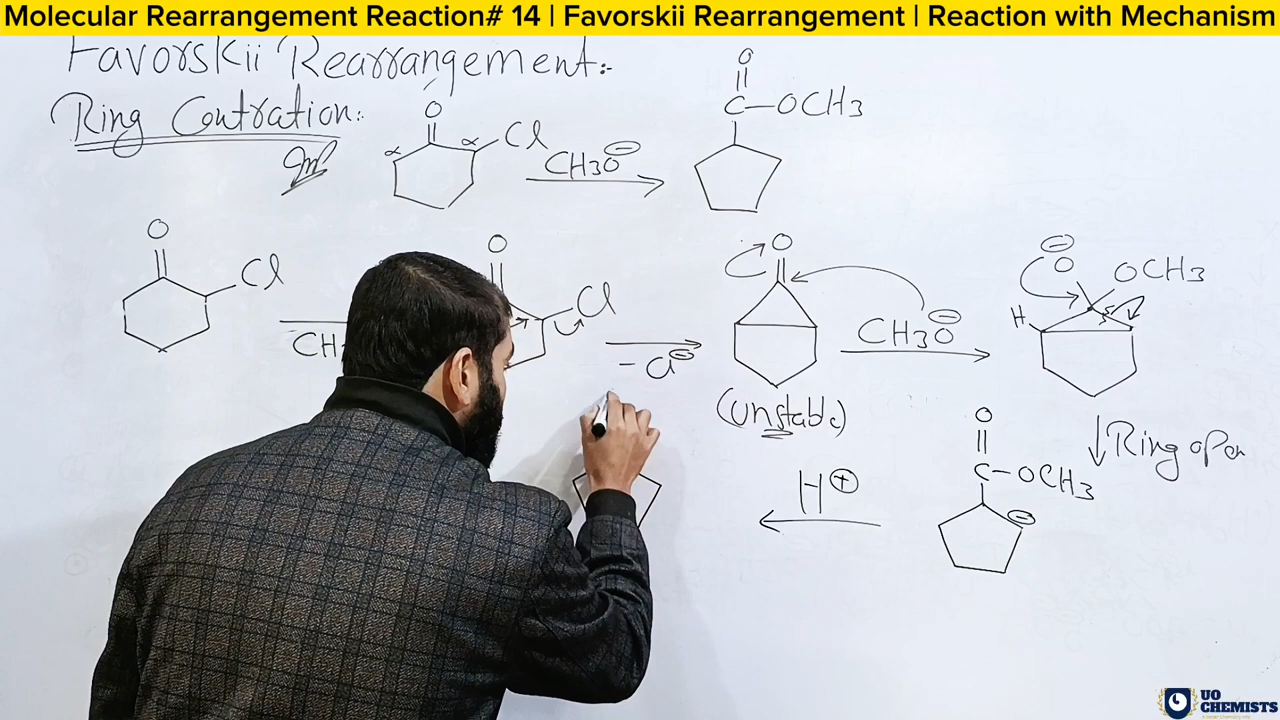 Molecular Rearrangement Reaction# 14 | Favorskii Rearrangement | Reaction with Mechanism
Favorskii Rearrangement:-
Ring Contration:
O
α α Cl
CH3O⊖
O
C-OCH3
O
Cl
CH
O
Cl
-Cl⊖
O
(unstable)
CH3O⊖
⊖
O OCH3
H
Ring open
O
C-OCH3
⊖
H⊕
UO
CHEMISTS